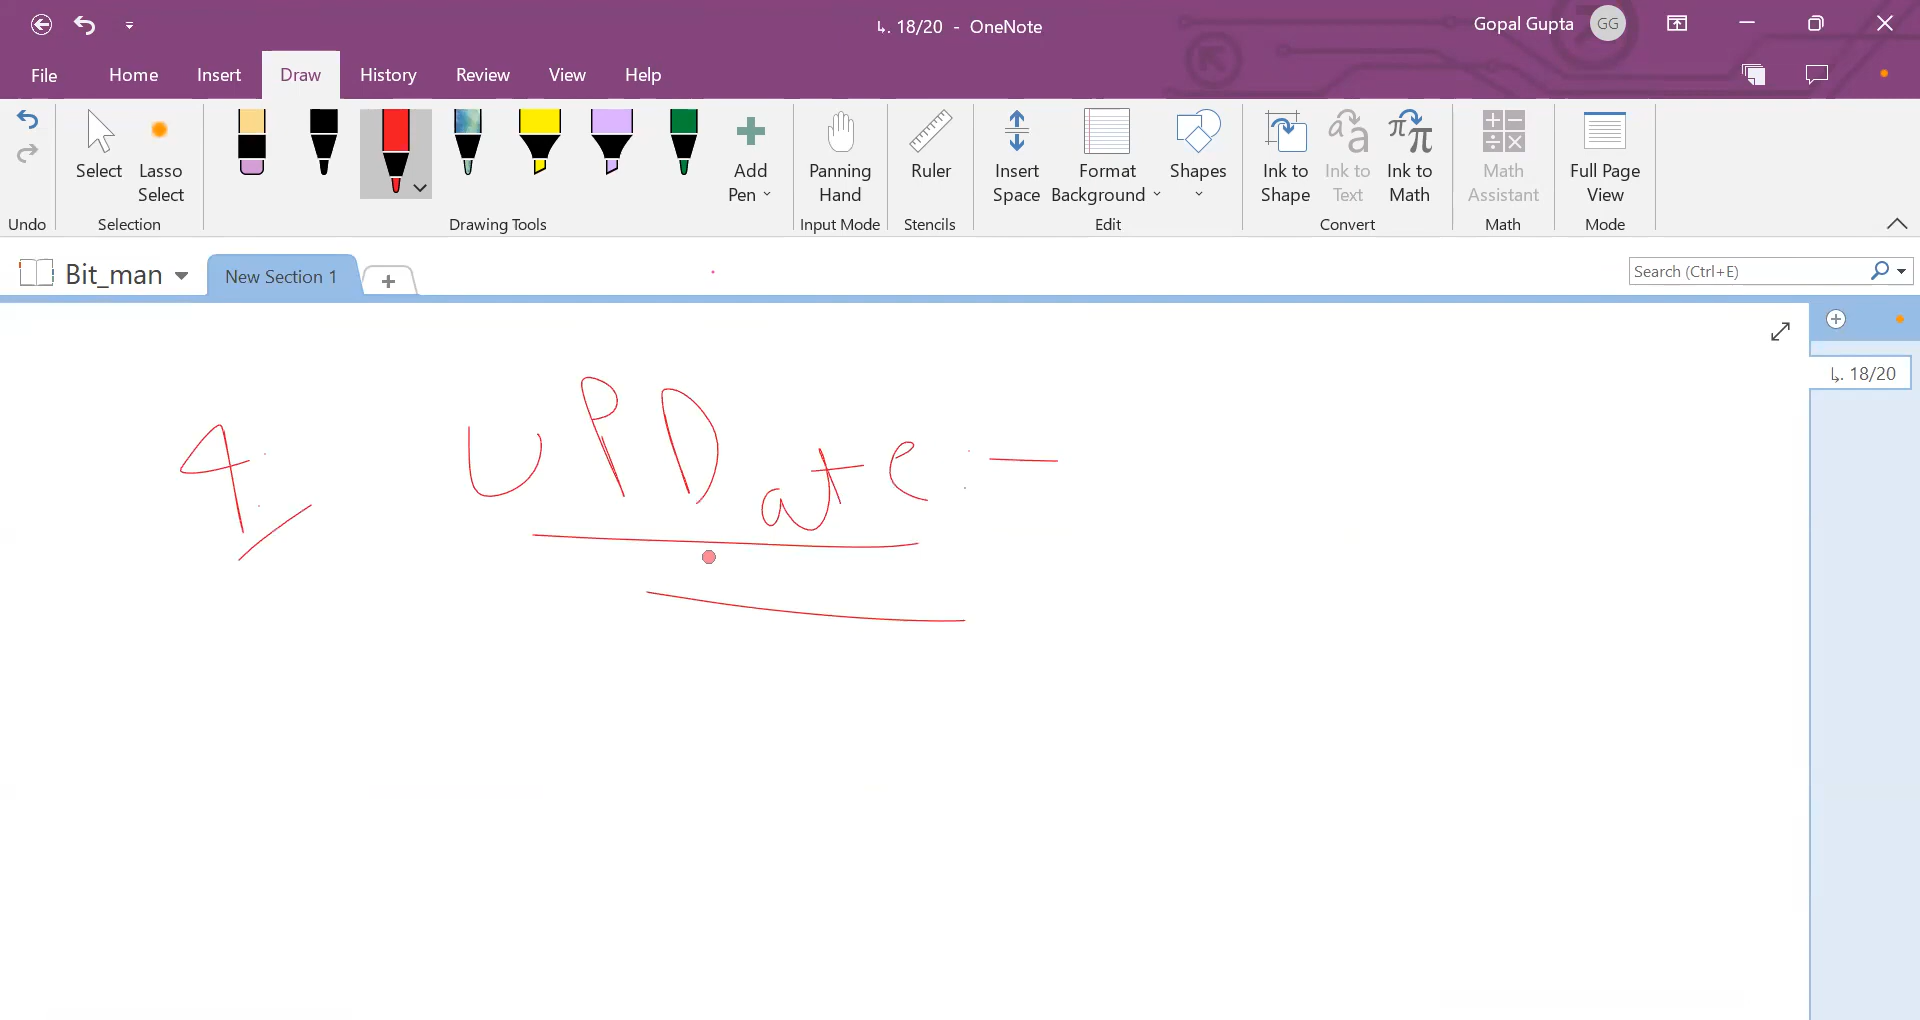 ㄣ. 18/20 - OneNote
Gopal Gupta GG
File Home Insert Draw History Review View Help
Select Lasso Select
Add Pen
Panning Hand
Ruler
Insert Space
Format Background
Shapes
Ink to Shape
Ink to Text
Ink to Math
Math Assistant
Full Page View
Undo Selection Drawing Tools Input Mode Stencils Edit Convert Math Mode
Bit_man New Section 1
Search (Ctrl+E)
18/20
4. UPDate :-